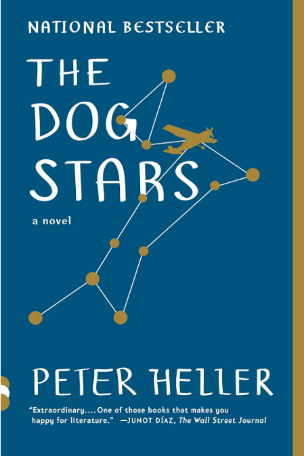 NATIONAL BESTSELLER
THE
DOG
STARS
a novel
PETER HELLER
"Extraordinary.... One of those books that makes you
happy for literature." —JUNOT DÍAZ, The Wall Street Journal